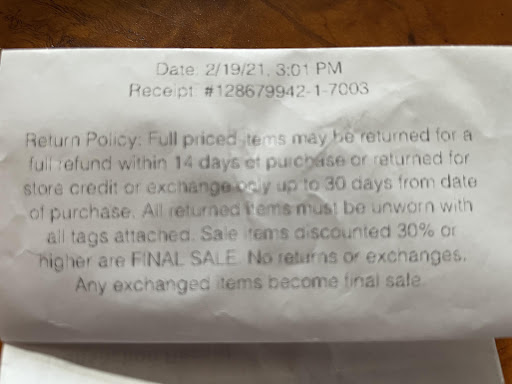 Date: 2/19/21, 3:01 PM
Receipt: #128679942-1-7003
Return Policy: Full priced items may be returned for a
full refund within 14 days of purchase or returned for
store credit or exchange only up to 30 days from date
of purchase. All returned items must be unworn with
all tags attached. Sale items discounted 30% or
higher are FINAL SALE. No returns or exchanges.
Any exchanged items become final sale.